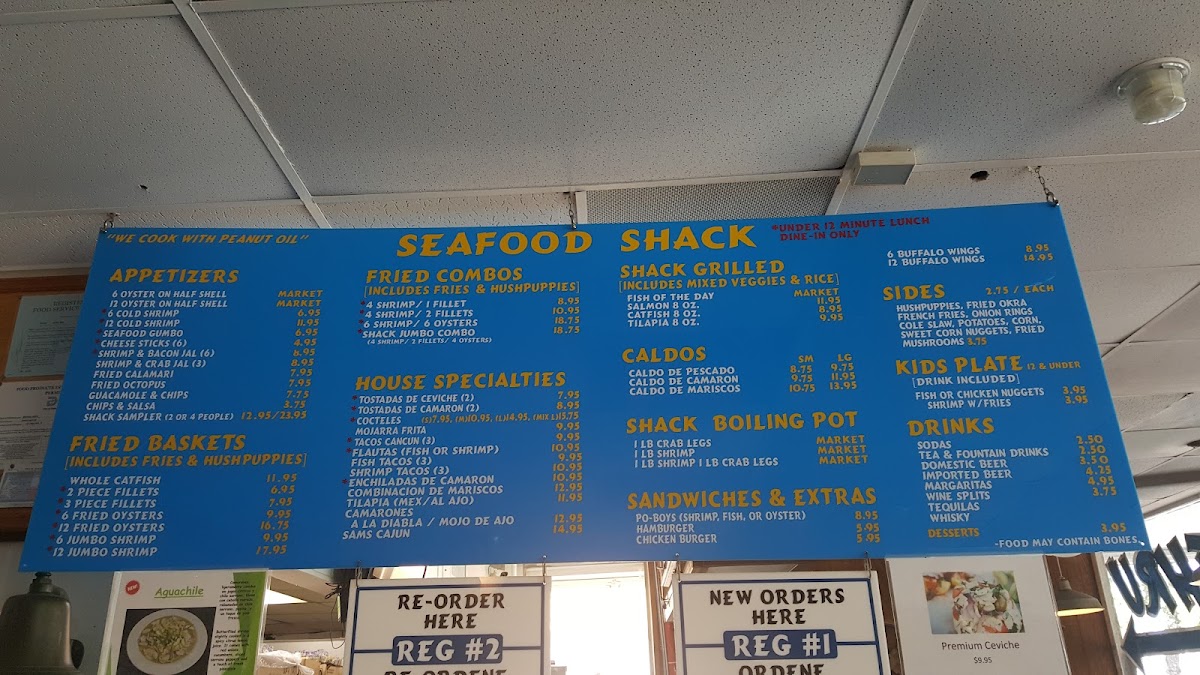 "WE COOK WITH PEANUT OIL"
SEAFOOD SHACK
*UNDER 12 MINUTE LUNCH
DINE-IN ONLY
APPETIZERS
6 OYSTER ON HALF SHELL MARKET
12 OYSTER ON HALF SHELL MARKET
*6 COLD SHRIMP 6.95
*12 COLD SHRIMP 11.95
*SEAFOOD GUMBO 6.95
*CHEESE STICKS (6) 4.95
*SHRIMP & BACON JAL (6) 8.95
SHRIMP & CRAB JAL (3) 8.95
FRIED CALAMARI 7.95
FRIED OCTOPUS 7.95
GUACAMOLE & CHIPS 7.75
CHIPS & SALSA 3.75
SHACK SAMPLER (2 OR 4 PEOPLE) 12.95/23.95
FRIED BASKETS
[INCLUDES FRIES & HUSHPUPPIES]
WHOLE CATFISH 11.95
*2 PIECE FILLETS 6.95
*3 PIECE FILLETS 7.95
*6 FRIED OYSTERS 9.95
*12 FRIED OYSTERS 16.75
*6 JUMBO SHRIMP 9.95
*12 JUMBO SHRIMP 17.95
FRIED COMBOS
[INCLUDES FRIES & HUSHPUPPIES]
*4 SHRIMP/ 1 FILLET 8.95
*4 SHRIMP/ 2 FILLETS 10.95
*6 SHRIMP/ 6 OYSTERS 18.75
SHACK JUMBO COMBO 18.75
(4 SHRIMP/ 2 FILLETS/ 4 OYSTERS)
HOUSE SPECIALTIES
*TOSTADAS DE CEVICHE (2) 7.95
*TOSTADAS DE CAMARON (2) 8.95
*COCTELES (S)7.95, (M)10.95, (L)14.95, (MIX L)15.75
MOJARRA FRITA 9.95
*TACOS CANCUN (3) 9.95
*FLAUTAS (FISH OR SHRIMP) 10.95
FISH TACOS (3) 9.95
SHRIMP TACOS (3) 10.95
*ENCHILADAS DE CAMARON 10.95
COMBINACION DE MARISCOS 12.95
TILAPIA (MEX/AL AJO) 11.95
CAMARONES
A LA DIABLA / MOJO DE AJO 12.95
SAMS CAJUN 14.95
SHACK GRILLED
[INCLUDES MIXED VEGGIES & RICE]
FISH OF THE DAY MARKET
SALMON 8 OZ. 11.95
CATFISH 8 OZ. 8.95
TILAPIA 8 OZ. 9.95
CALDOS SM LG
CALDO DE PESCADO 8.75 9.75
CALDO DE CAMARON 9.75 11.95
CALDO DE MARISCOS 10.75 13.95
SHACK BOILING POT
1 LB CRAB LEGS MARKET
1 LB SHRIMP MARKET
1 LB SHRIMP 1 LB CRAB LEGS MARKET
SANDWICHES & EXTRAS
PO-BOYS (SHRIMP, FISH, OR OYSTER) 8.95
HAMBURGER 5.95
CHICKEN BURGER 5.95
6 BUFFALO WINGS 8.95
12 BUFFALO WINGS 14.95
SIDES 2.75 / EACH
HUSHPUPPIES, FRIED OKRA
FRENCH FRIES, ONION RINGS
COLE SLAW, POTATOES, CORN,
SWEET CORN NUGGETS, FRIED
MUSHROOMS 3.75
KIDS PLATE 12 & UNDER
[DRINK INCLUDED]
FISH OR CHICKEN NUGGETS 3.95
SHRIMP W/FRIES 3.95
DRINKS
SODAS 2.50
TEA & FOUNTAIN DRINKS 2.50
DOMESTIC BEER 3.50
IMPORTED BEER 4.25
MARGARITAS 4.95
WINE SPLITS 3.75
TEQUILAS
WHISKY
DESSERTS 3.95
-FOOD MAY CONTAIN BONES-
NEW
Aguachile
RE-ORDER
HERE
REG #2
RE-ORDENE
NEW ORDERS
HERE
REG #1
ORDENE
Premium Ceviche
$9.95
THRU